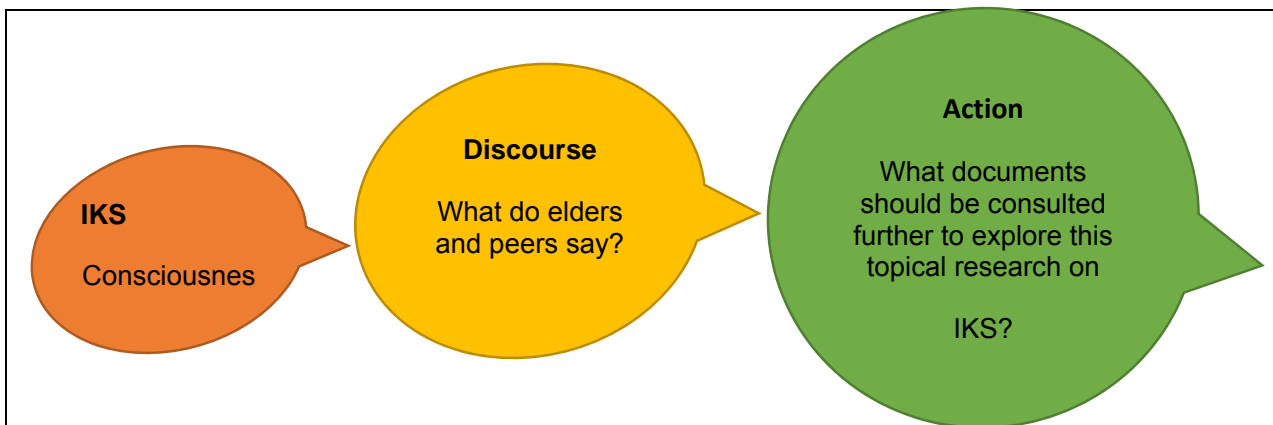 IKS
Consciousnes
Discourse
What do elders
and peers say?
Action
What documents
should be consulted
further to explore this
topical research on
IKS?